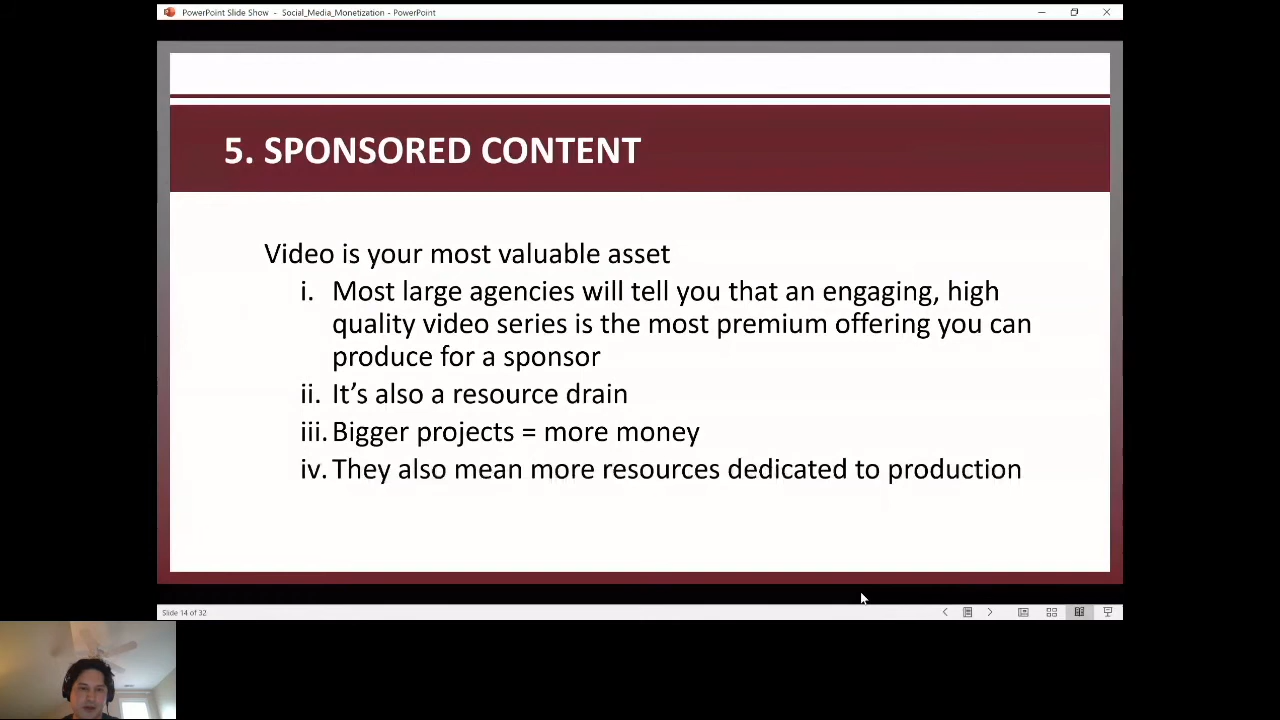 PowerPoint Slide Show - Social_Media_Monetization - PowerPoint
5. SPONSORED CONTENT
Video is your most valuable asset
i. Most large agencies will tell you that an engaging, high
quality video series is the most premium offering you can
produce for a sponsor
ii. It’s also a resource drain
iii. Bigger projects = more money
iv. They also mean more resources dedicated to production
Slide 14 of 32